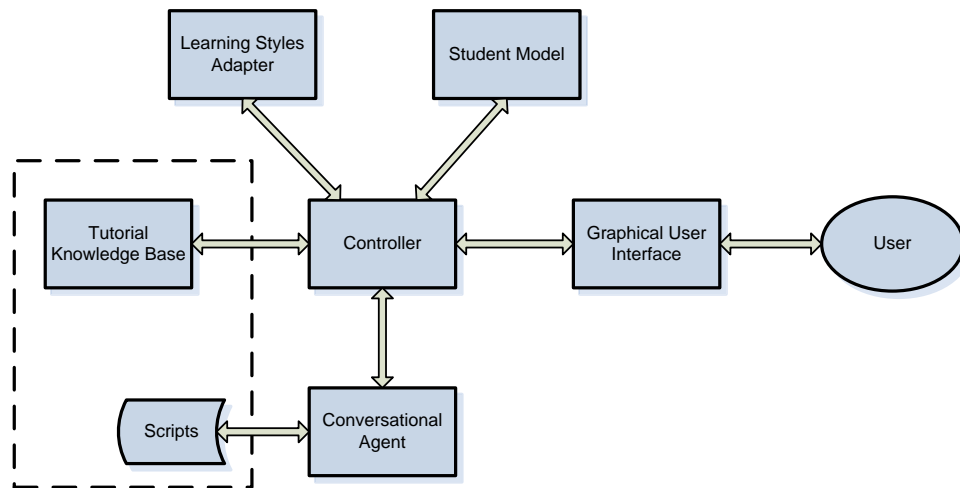 Learning Styles
Adapter
Student Model
Tutorial
Knowledge Base
Controller
Graphical User
Interface
User
Scripts
Conversational
Agent